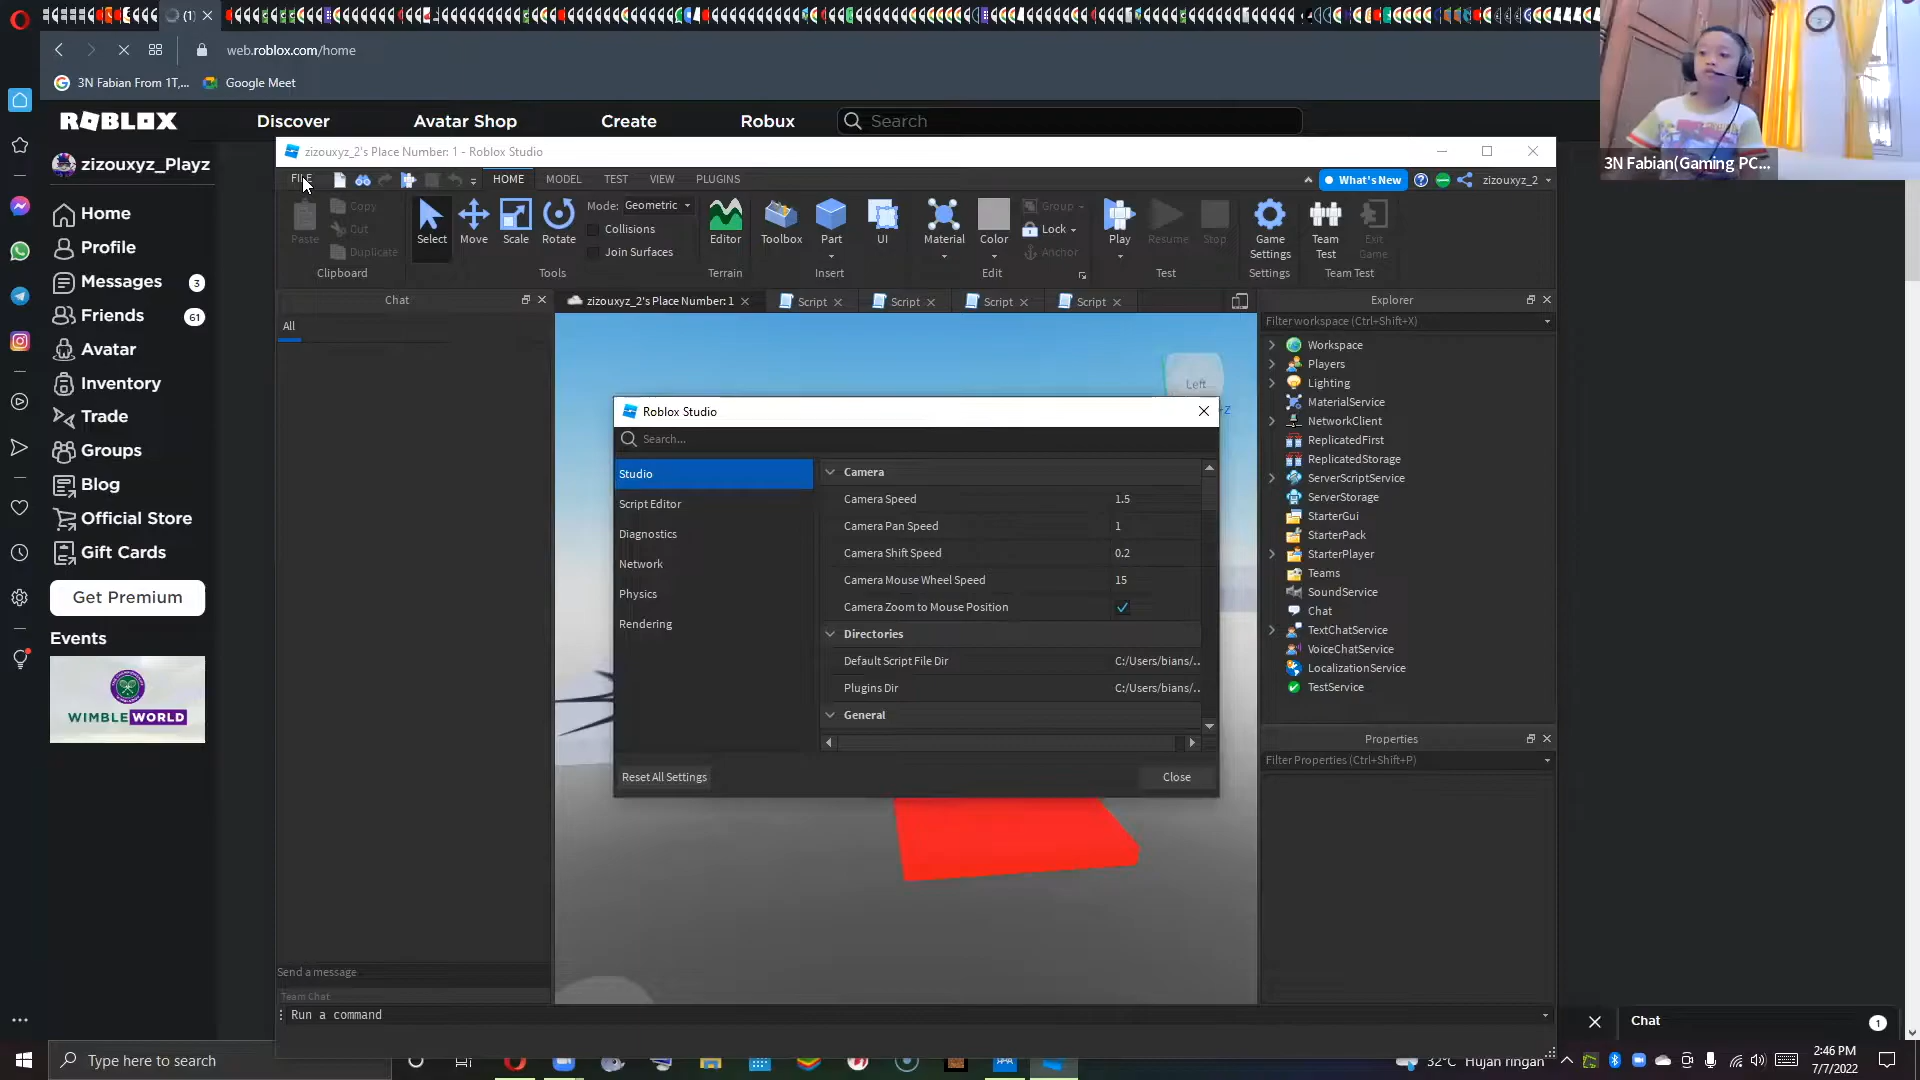 (1)
web.roblox.com/home
3N Fabian From 1T,...
Google Meet
3N Fabian(Gaming PC...
ROBLOX
Discover
Avatar Shop
Create
Robux
Search
zizouxyz_Playz
Home
Profile
Messages
3
Friends
61
Avatar
Inventory
Trade
Groups
Blog
Official Store
Gift Cards
Get Premium
Events
WIMBLEWORLD
zizouxyz_2's Place Number: 1 - Roblox Studio
FILE
HOME
MODEL
TEST
VIEW
PLUGINS
What's New
zizouxyz_2
Paste
Copy
Cut
Duplicate
Clipboard
Select
Move
Scale
Rotate
Mode: Geometric
Collisions
Join Surfaces
Tools
Editor
Terrain
Toolbox
Part
UI
Insert
Material
Color
Group
Lock
Anchor
Edit
Play
Resume
Stop
Test
Game
Settings
Settings
Team
Test
Exit
Game
Team Test
Chat
All
zizouxyz_2's Place Number: 1
Script
Script
Script
Script
Left
Z
Roblox Studio
Search...
Studio
Script Editor
Diagnostics
Network
Physics
Rendering
Camera
Camera Speed 1.5
Camera Pan Speed 1
Camera Shift Speed 0.2
Camera Mouse Wheel Speed 15
Camera Zoom to Mouse Position
Directories
Default Script File Dir C:/Users/bians/..
Plugins Dir C:/Users/bians/..
General
Reset All Settings
Close
Explorer
Filter workspace (Ctrl+Shift+X)
Workspace
Players
Lighting
MaterialService
NetworkClient
ReplicatedFirst
ReplicatedStorage
ServerScriptService
ServerStorage
StarterGui
StarterPack
StarterPlayer
Teams
SoundService
Chat
TextChatService
VoiceChatService
LocalizationService
TestService
Properties
Filter Properties (Ctrl+Shift+P)
Send a message
Team Chat
Run a command
Chat
1
Type here to search
32°C Hujan ringan
2:46 PM
7/7/2022